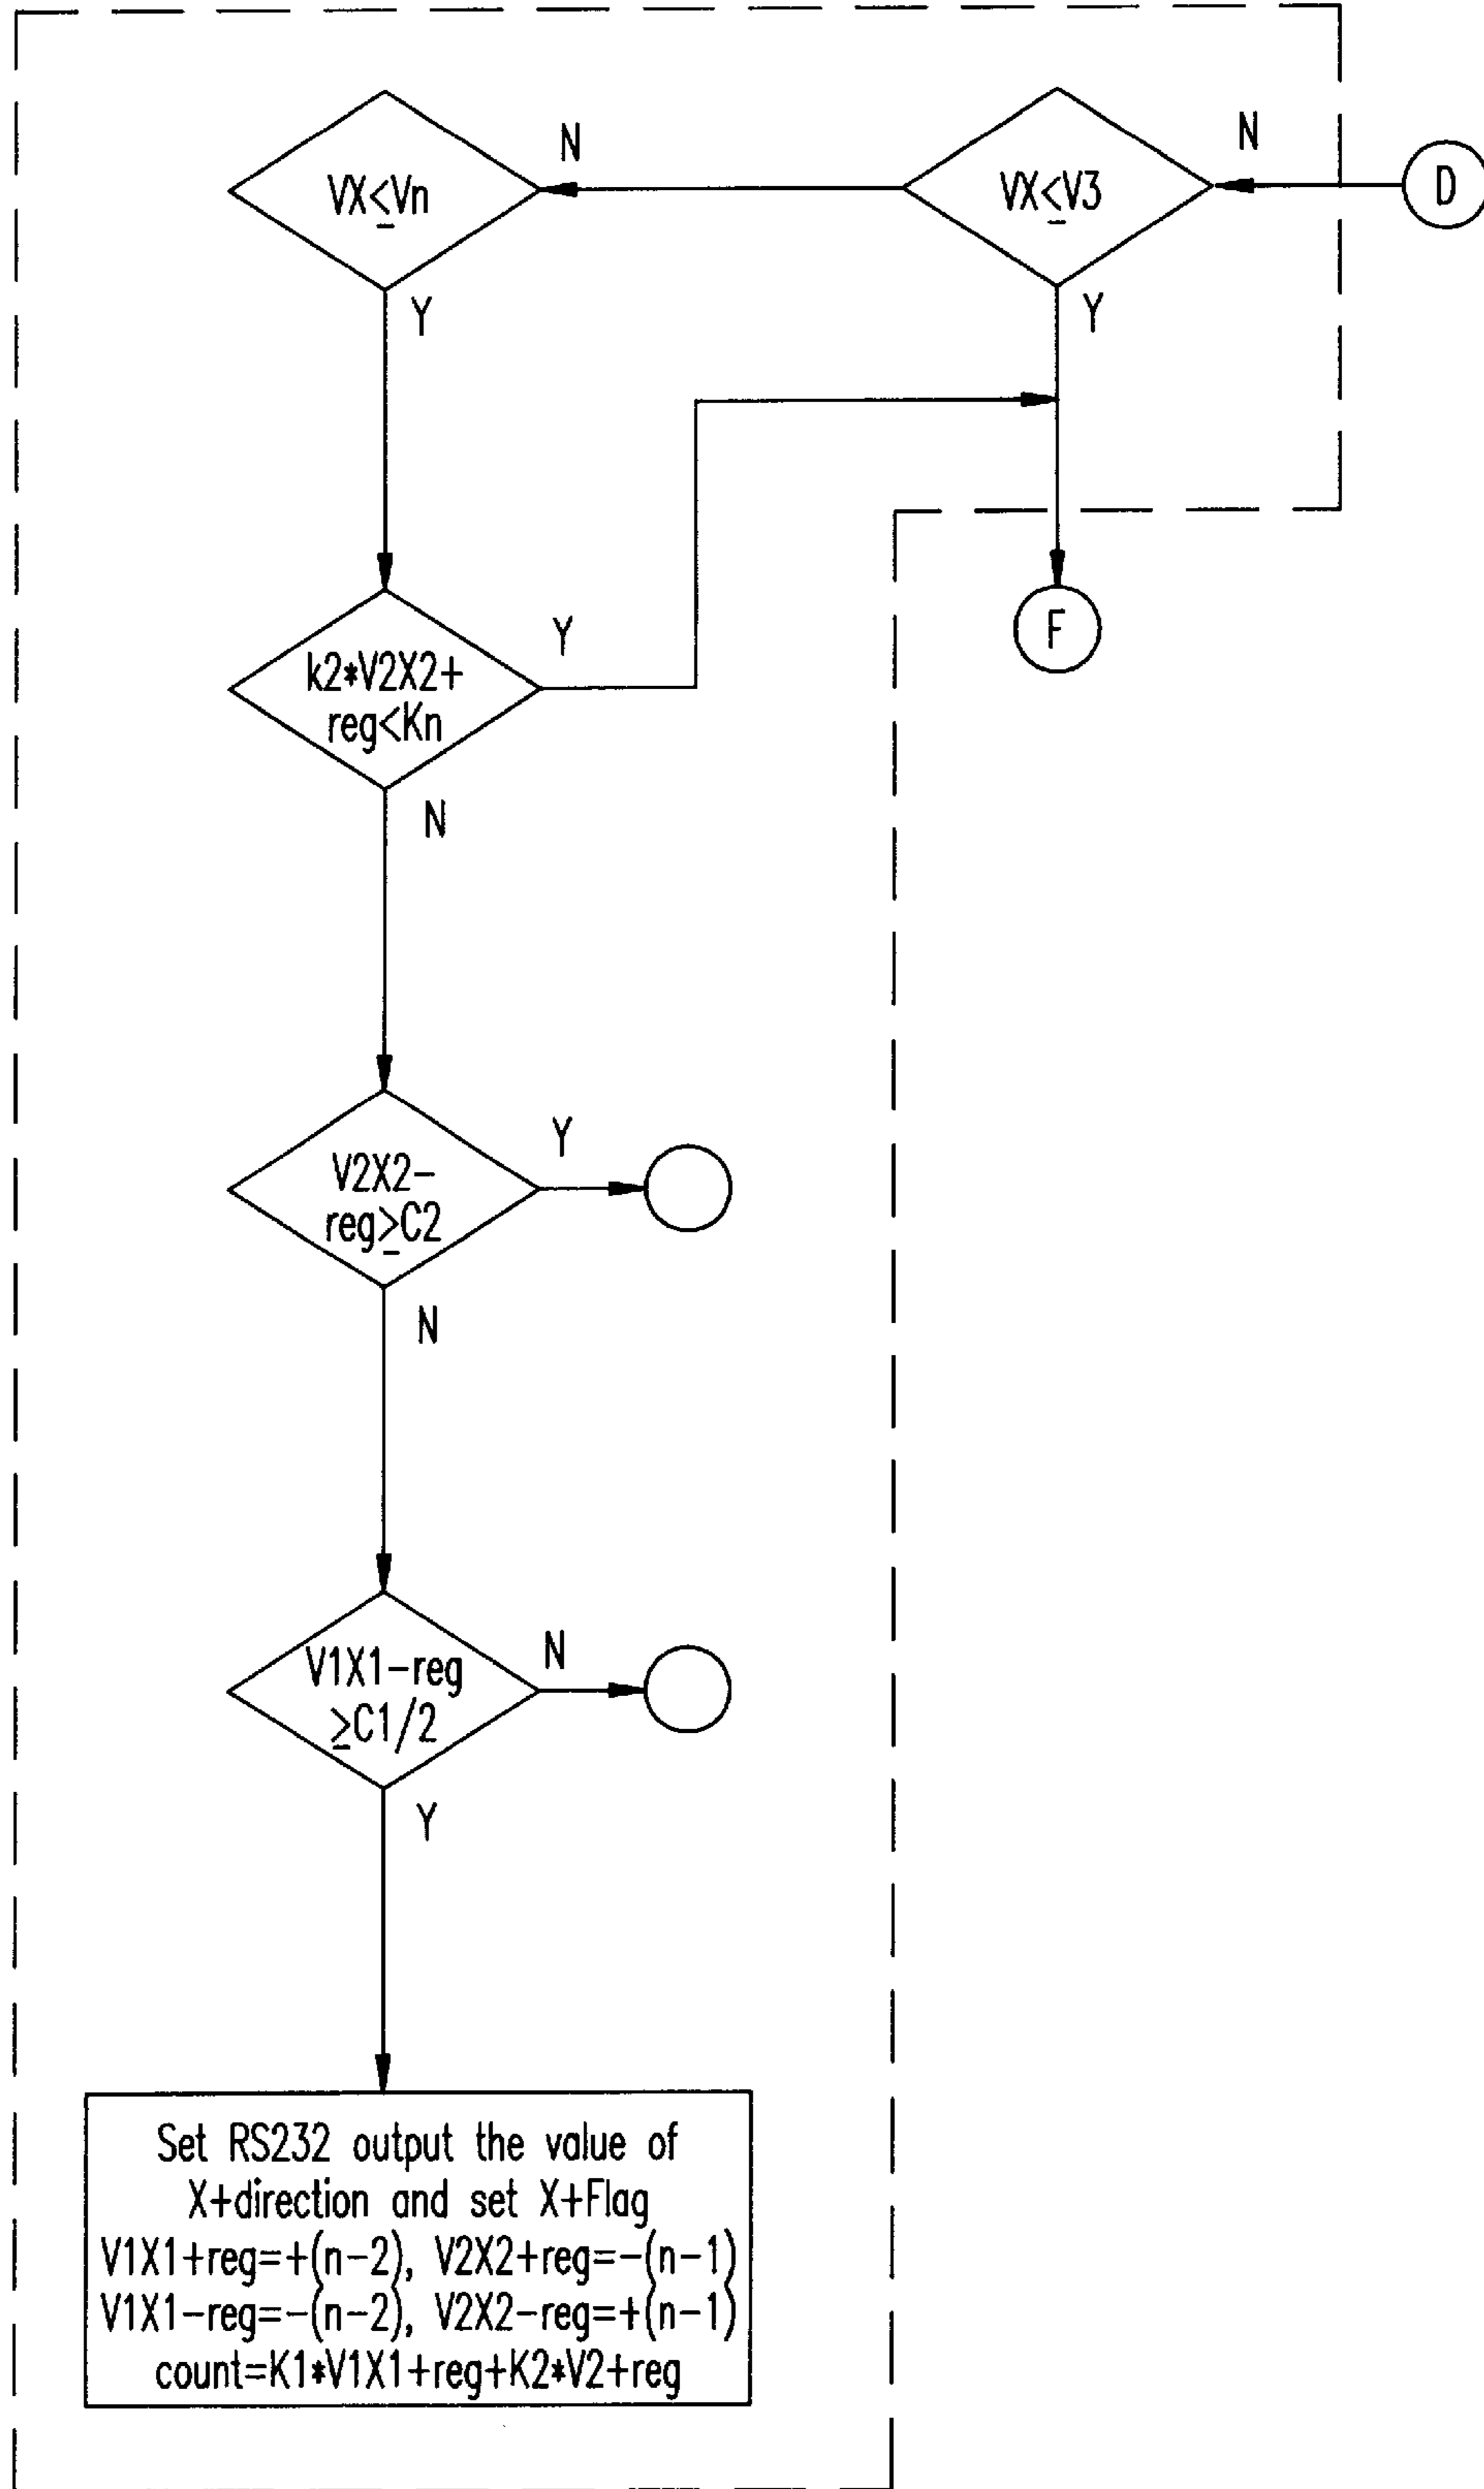 N
N
VX≤Vn
VX≤V3
D
Y
Y
F
Y
k2*V2X2+
reg<Kn
N
Y
V2X2-
reg≥C2
N
N
V1X1-reg
≥C1/2
Y
Set RS232 output the value of
X+direction and set X+Flag
V1X1+reg=+(n-2), V2X2+reg=-(n-1)
V1X1-reg=-(n-2), V2X2-reg=+(n-1)
count=K1*V1X1+reg+K2*V2+reg